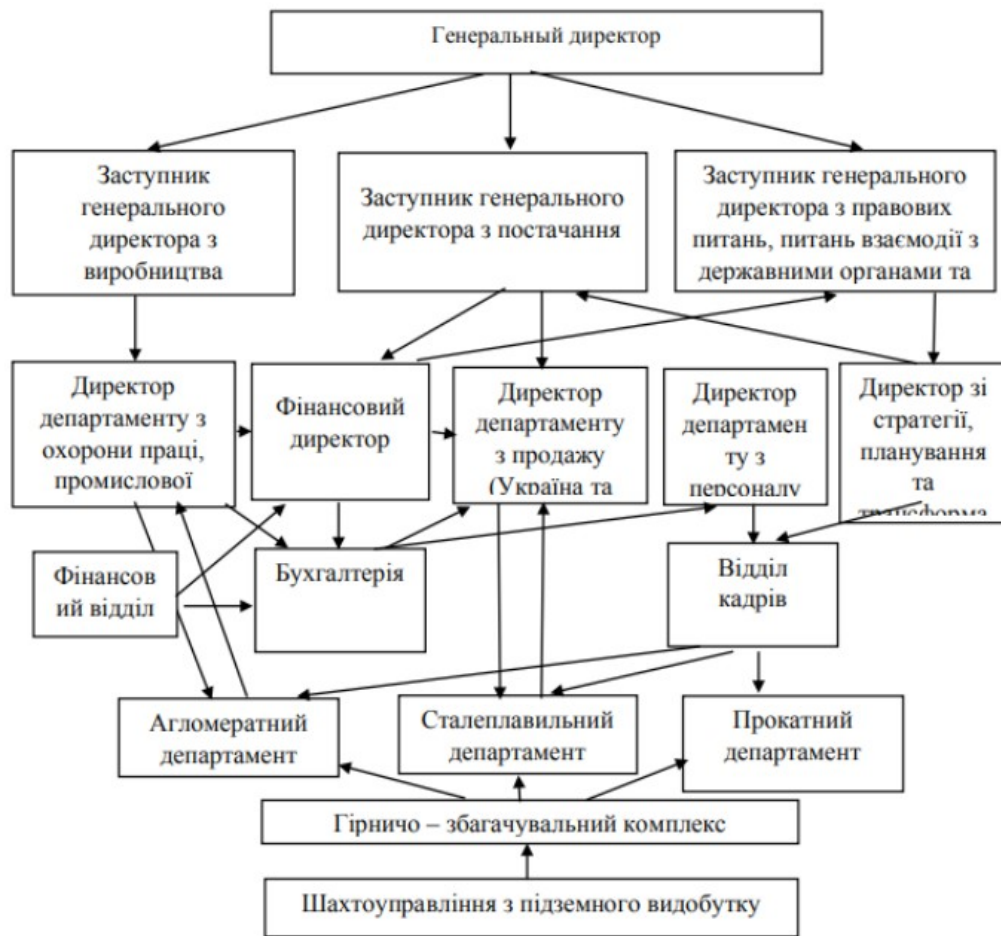 Генеральный директор
Заступник
генерального
директора з
виробництва
Заступник генерального
директора з постачання
Заступник генерального
директора з правових
питань, питань взаємодії з
державними органами та
Директор
департаменту з
охорони праці,
промислової
Фінансовий
директор
Директор
департаменту
з продажу
(Україна та
Директор
департамен
ту з
персоналу
Директор зі
стратегії,
планування
та
трансформа
Фінансов
ий відділ
Бухгалтерія
Відділ
кадрів
Агломератний
департамент
Сталеплавильний
департамент
Прокатний
департамент
Гірничо – збагачувальний комплекс
Шахтоуправління з підземного видобутку